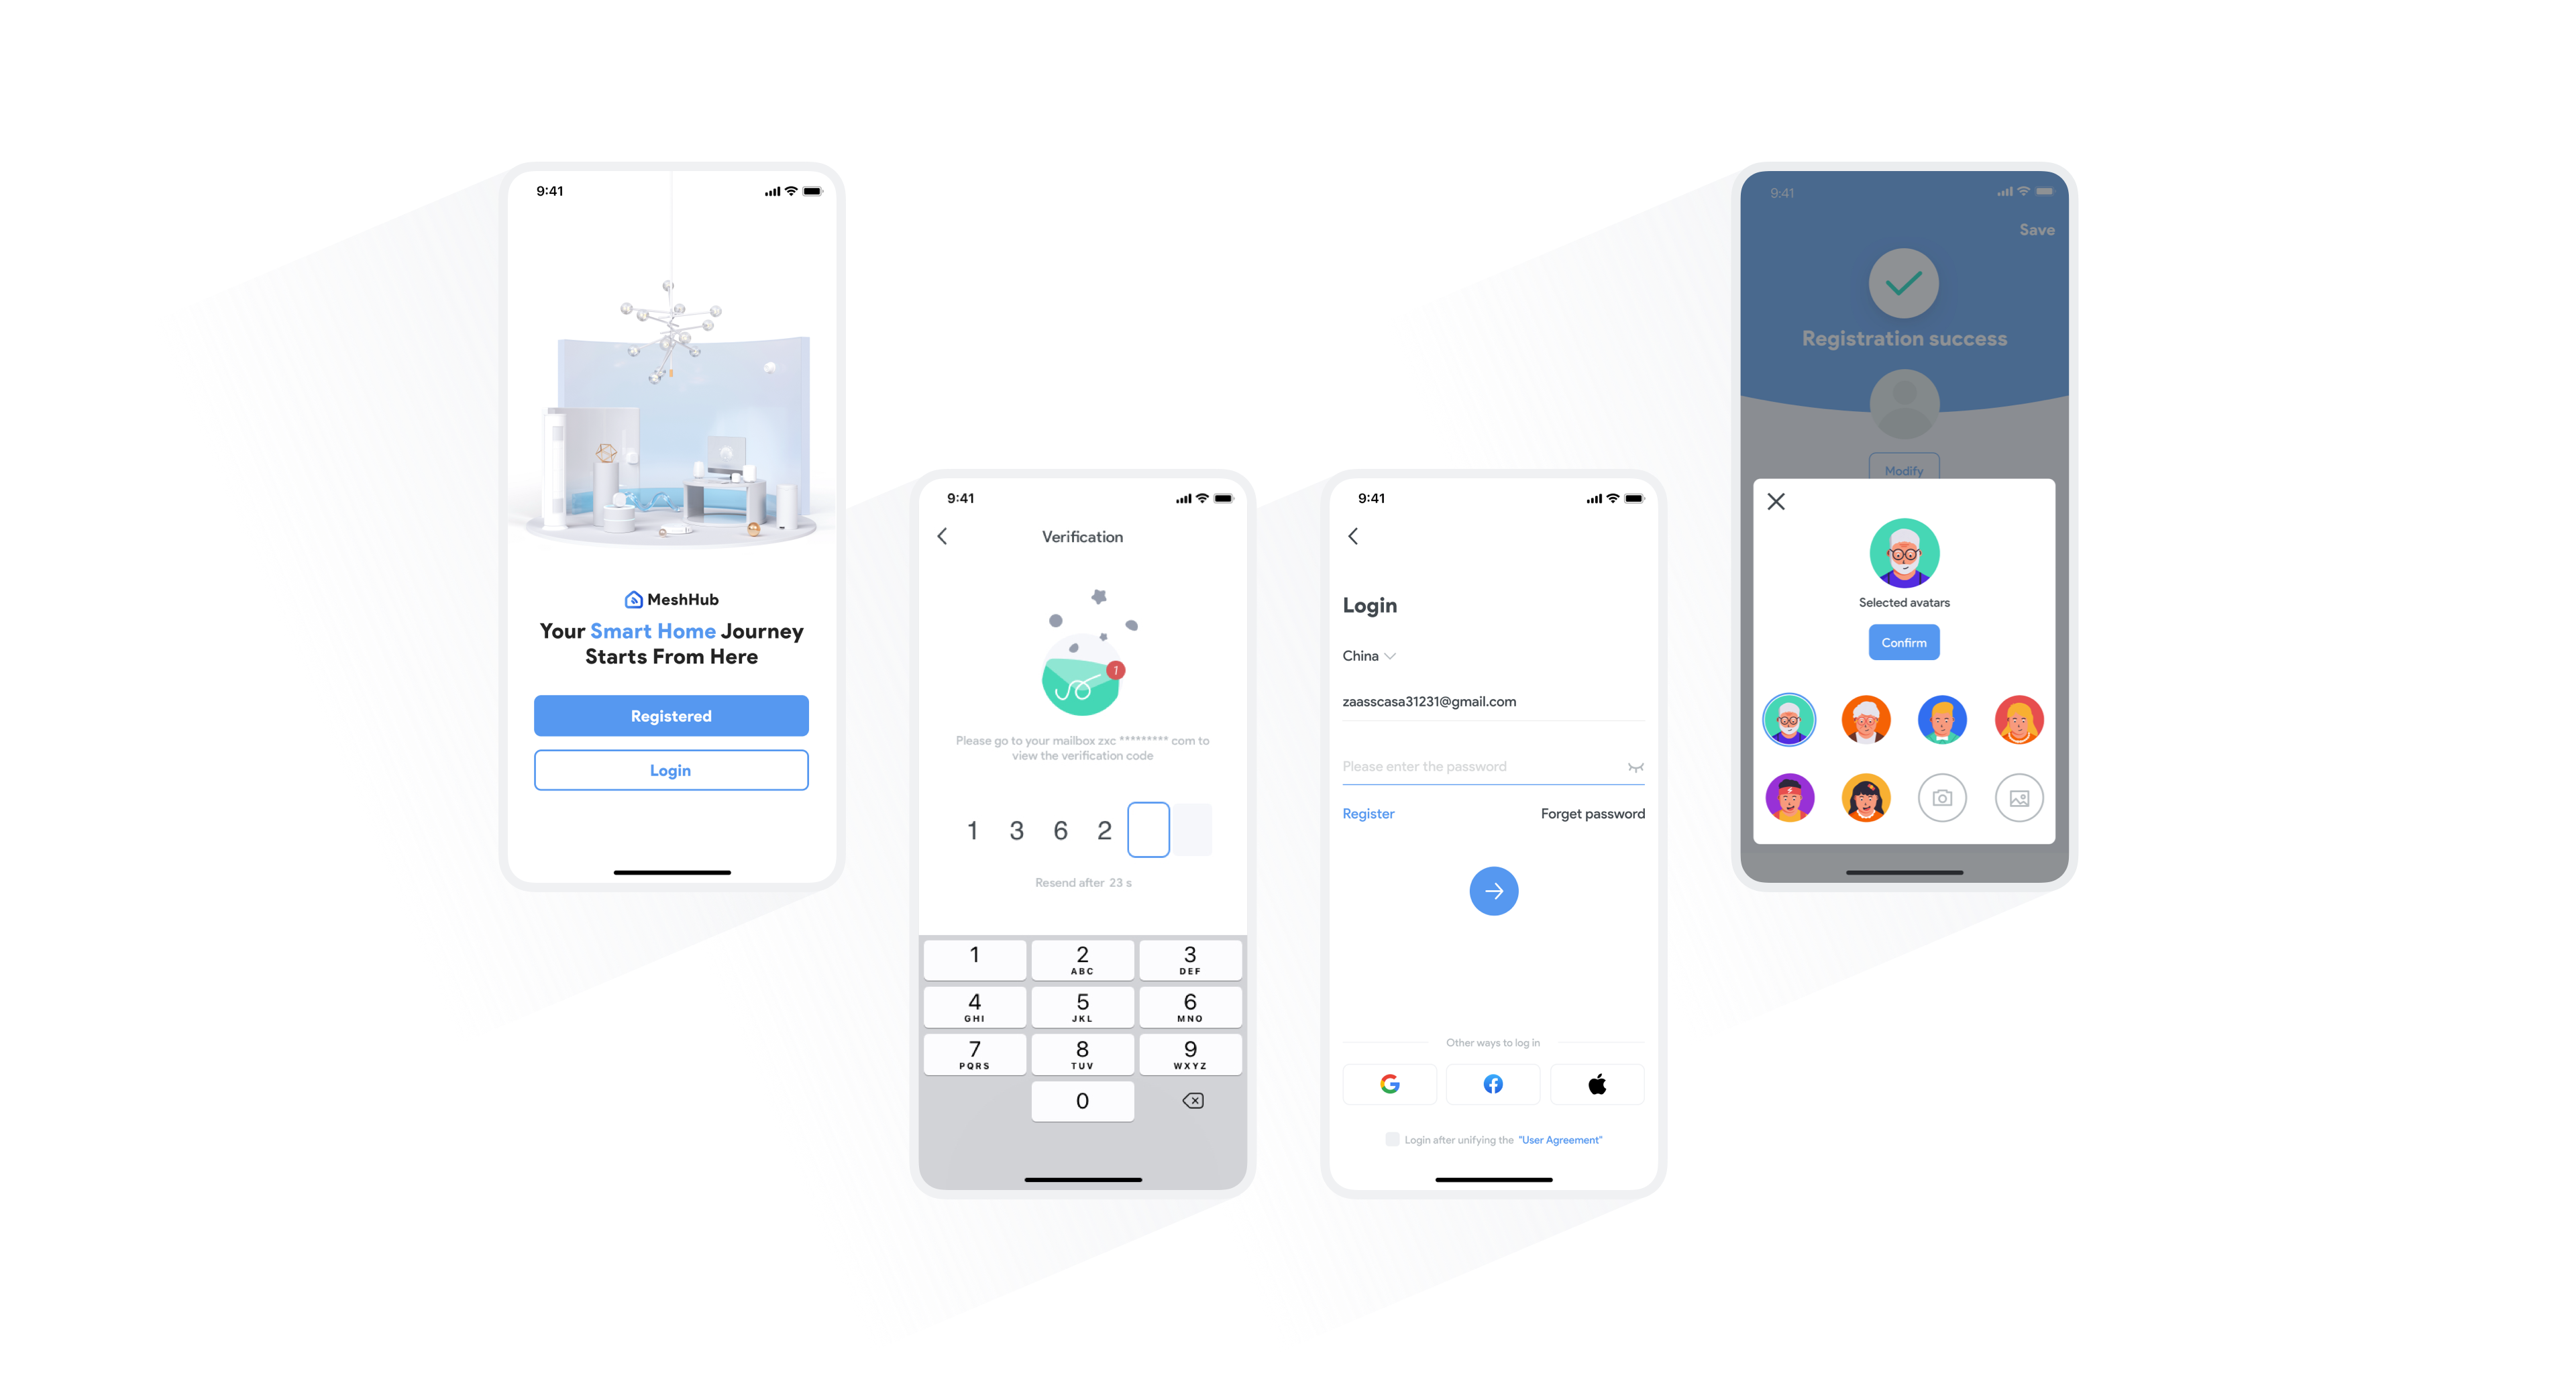 9:41
MeshHub
Your Smart Home Journey
Starts From Here
Registered
Login
9:41
Verification
1
Please go to your mailbox zxc ********* com to
view the verification code
1 3 6 2
Resend after 23 s
1 2 3
ABC DEF
4 5 6
GHI JKL MNO
7 8 9
PQRS TUV WXYZ
0
9:41
Login
China
zaasscasa31231@gmail.com
Please enter the password
Register Forget password
Other ways to log in
Login after unifying the "User Agreement"
9:41
Save
Registration success
Modify
Selected avatars
Confirm